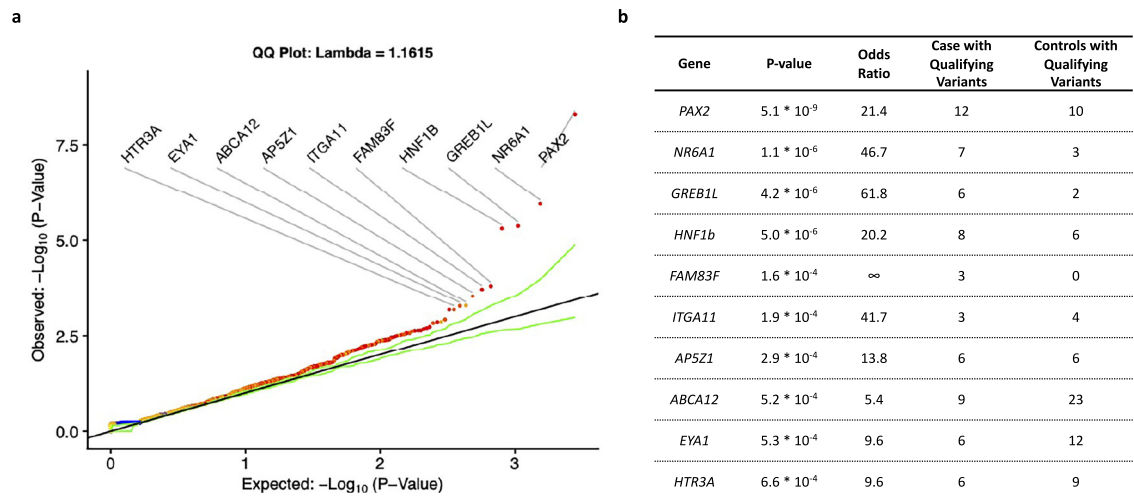 a
QQ Plot: Lambda = 1.1615
HTR3A
EYA1
ABCA12
AP5Z1
ITGA11
FAM83F
HNF1B
GREB1L
NR6A1
PAX2
Observed: −Log10 (P−Value)
7.5
5.0
2.5
0.0
0 1 2 3
Expected: −Log10 (P−Value)
b
Gene P-value Odds Ratio Case with Qualifying Variants Controls with Qualifying Variants
PAX2 5.1 * 10-9 21.4 12 10
NR6A1 1.1 * 10-6 46.7 7 3
GREB1L 4.2 * 10-6 61.8 6 2
HNF1b 5.0 * 10-6 20.2 8 6
FAM83F 1.6 * 10-4 ∞ 3 0
ITGA11 1.9 * 10-4 41.7 3 4
AP5Z1 2.9 * 10-4 13.8 6 6
ABCA12 5.2 * 10-4 5.4 9 23
EYA1 5.3 * 10-4 9.6 6 12
HTR3A 6.6 * 10-4 9.6 6 9